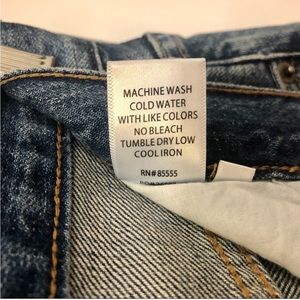 MACHINE WASH
COLD WATER
WITH LIKE COLORS
NO BLEACH
TUMBLE DRY LOW
COOL IRON
RN#85555